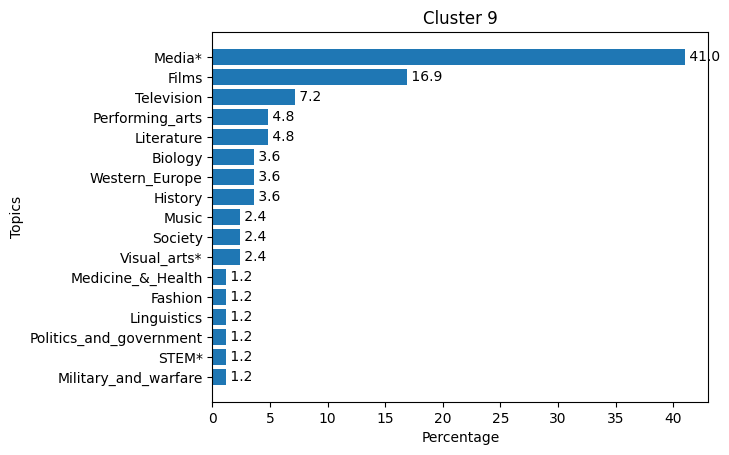 Cluster 9
Media* 41.0
Films 16.9
Television 7.2
Performing_arts 4.8
Literature 4.8
Biology 3.6
Western_Europe 3.6
History 3.6
Music 2.4
Society 2.4
Visual_arts* 2.4
Medicine_&_Health 1.2
Fashion 1.2
Linguistics 1.2
Politics_and_government 1.2
STEM* 1.2
Military_and_warfare 1.2
Topics
0 5 10 15 20 25 30 35 40
Percentage